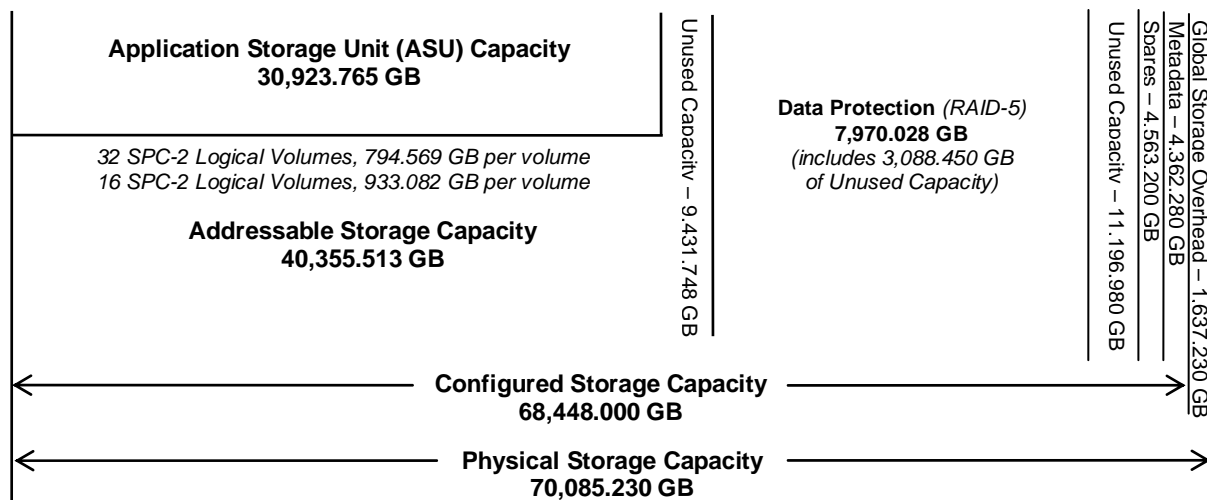 Application Storage Unit (ASU) Capacity
30,923.765 GB
32 SPC-2 Logical Volumes, 794.569 GB per volume
16 SPC-2 Logical Volumes, 933.082 GB per volume
Addressable Storage Capacity
40,355.513 GB
Unused Capacity – 9.431.748 GB
Data Protection (RAID-5)
7,970.028 GB
(includes 3,088.450 GB
of Unused Capacity)
Unused Capacity – 11.196.980 GB
Spares – 4.563.200 GB
Metadata – 4.362.280 GB
Global Storage Overhead – 1.637.230 GB
Configured Storage Capacity
68,448.000 GB
Physical Storage Capacity
70,085.230 GB